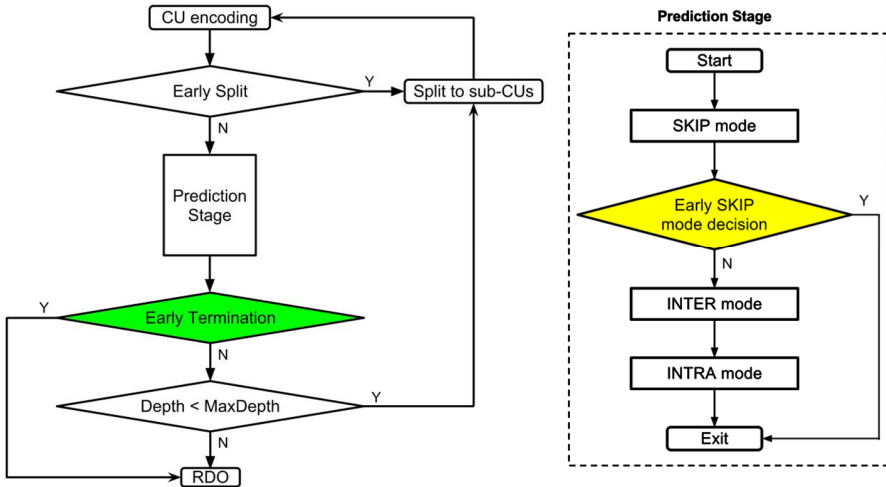 CU encoding
Early Split
Y
Split to sub-CUs
N
Prediction
Stage
Y
Early Termination
N
Depth < MaxDepth
Y
N
RDO
Prediction Stage
Start
SKIP mode
Early SKIP
mode decision
Y
N
INTER mode
INTRA mode
Exit